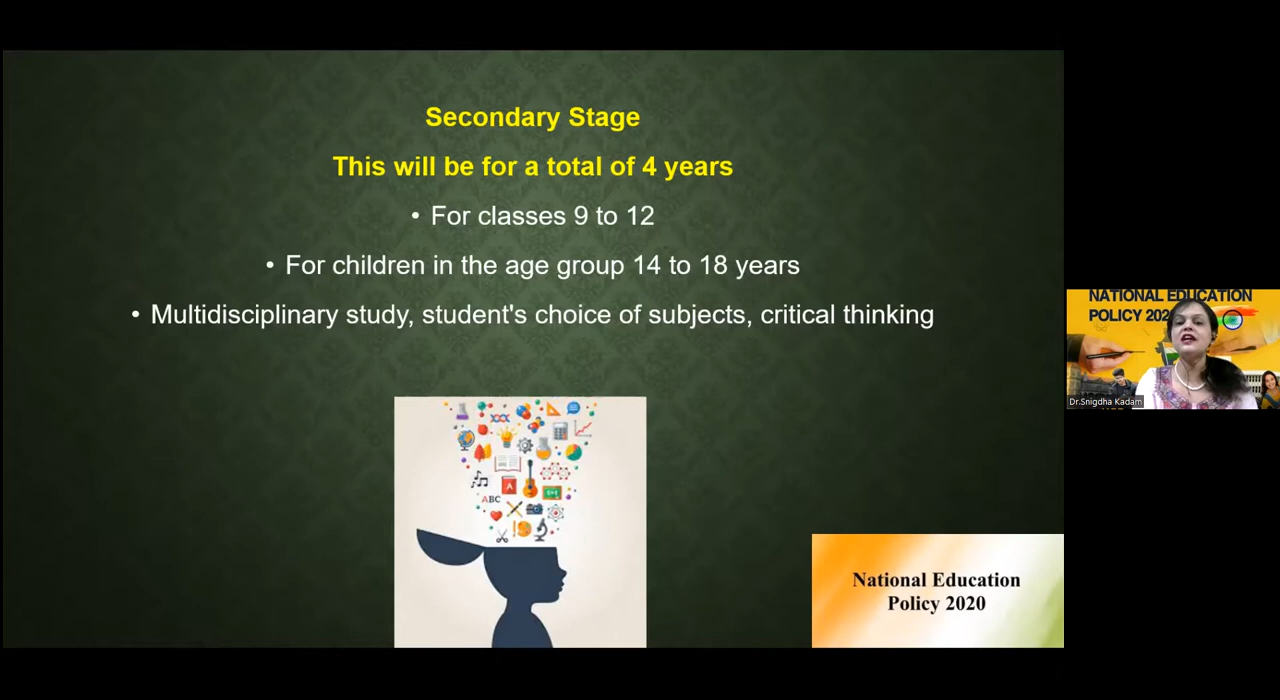 Secondary Stage
This will be for a total of 4 years
• For classes 9 to 12
• For children in the age group 14 to 18 years
• Multidisciplinary study, student's choice of subjects, critical thinking
A
ABC
National Education
Policy 2020
NATIONAL EDUCATION
POLICY 202
Dr.Snigdha Kadam